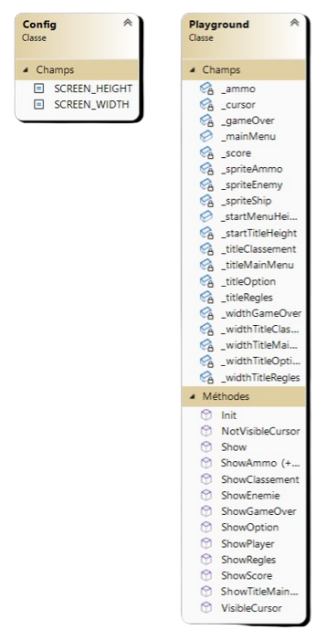 Config
Classe
Champs
SCREEN_HEIGHT
SCREEN_WIDTH
Playground
Classe
Champs
_ammo
_cursor
_gameOver
_mainMenu
_score
_spriteAmmo
_spriteEnemy
_spriteShip
_startMenuHei...
_startTitleHeight
_titleClassement
_titleMainMenu
_titleOption
_titleRegles
_widthGameOver
_widthTitleClas...
_widthTitleMai...
_widthTitleOpti...
_widthTitleRegles
Méthodes
Init
NotVisibleCursor
Show
ShowAmmo (+...
ShowClassement
ShowEnemie
ShowGameOver
ShowOption
ShowPlayer
ShowRegles
ShowScore
ShowTitleMain...
VisibleCursor